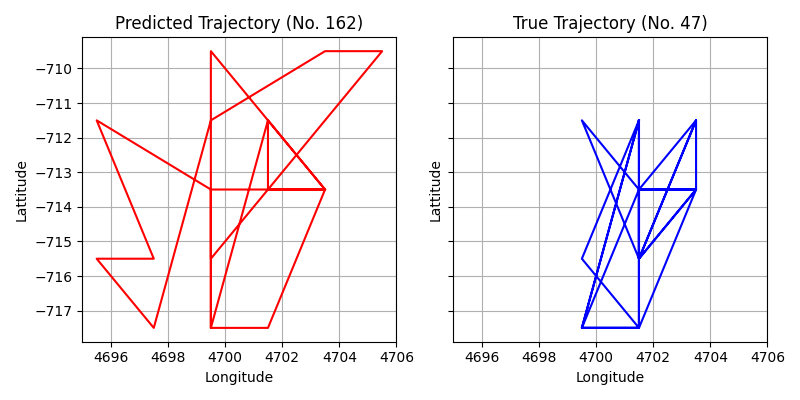 Predicted Trajectory (No. 162)
True Trajectory (No. 47)
Lattitude
−710
−711
−712
−713
−714
−715
−716
−717
4696 4698 4700 4702 4704 4706
Longitude
Lattitude
4696 4698 4700 4702 4704 4706
Longitude